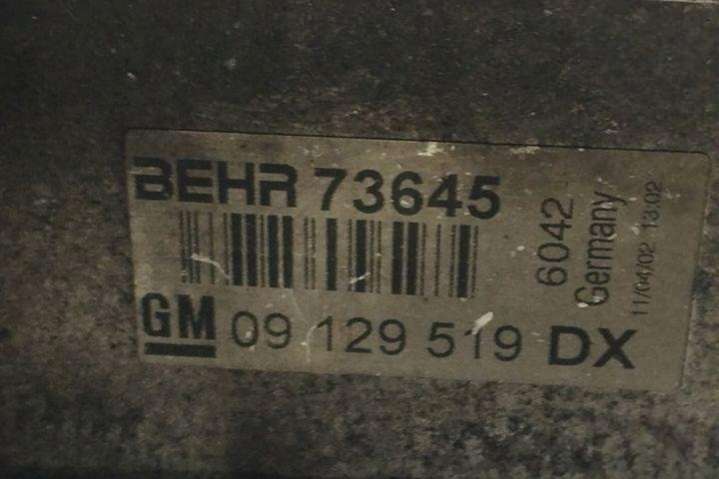 BEHR 73645
GM 09 129 519 DX
6042
Germany
11/04/02 13:02